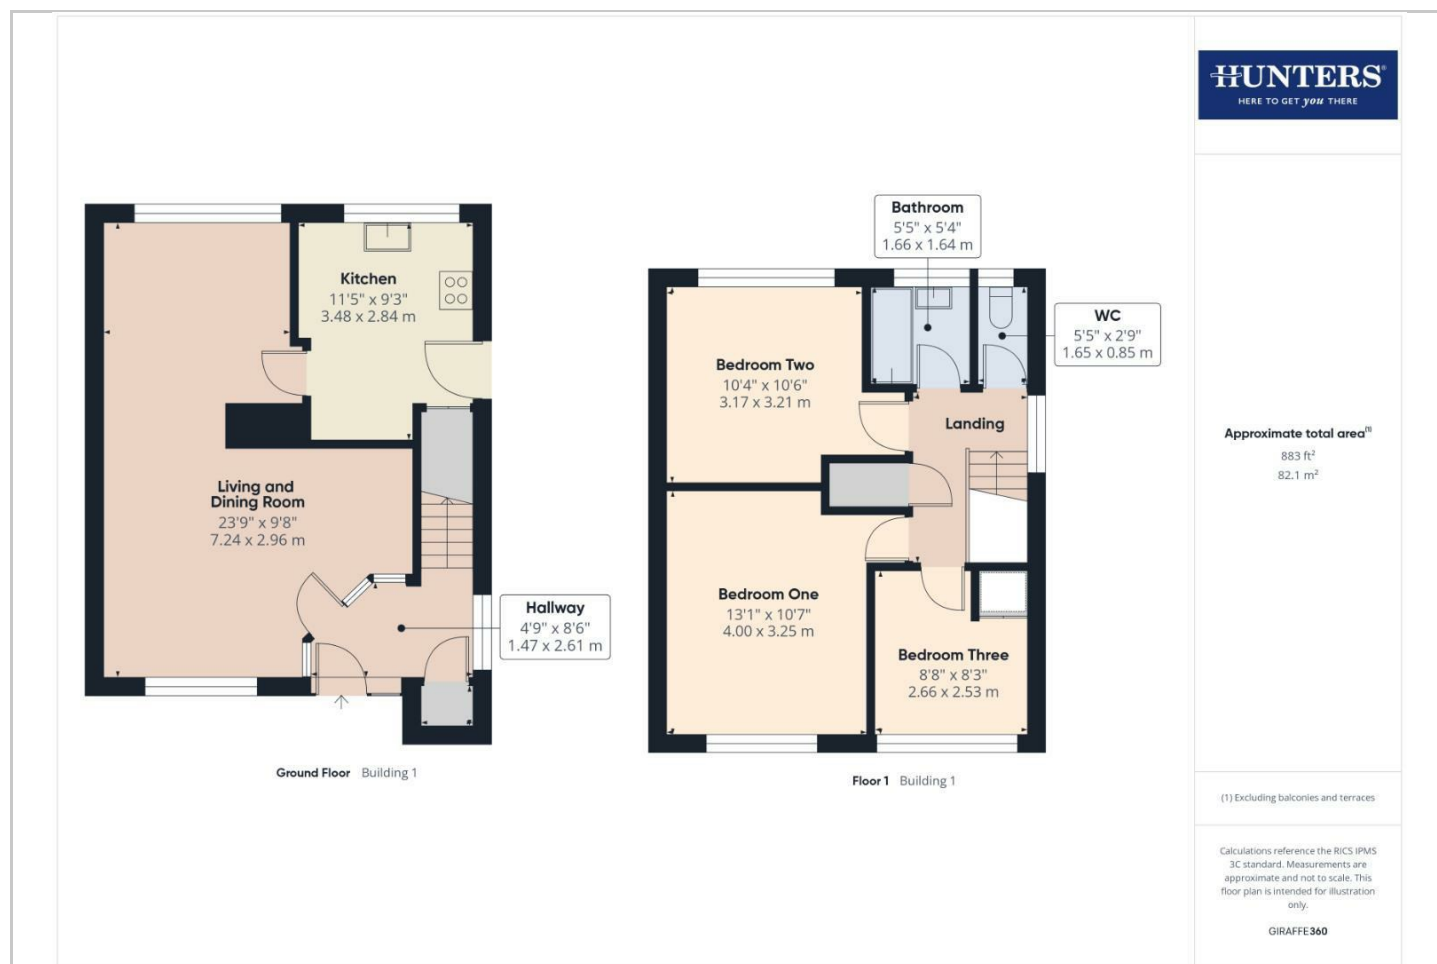 HUNTERS®
HERE TO GET you THERE
Kitchen
11'5" x 9'3"
3.48 x 2.84 m
Living and
Dining Room
23'9" x 9'8"
7.24 x 2.96 m
Hallway
4'9" x 8'6"
1.47 x 2.61 m
Ground Floor Building 1
Bathroom
5'5" x 5'4"
1.66 x 1.64 m
WC
5'5" x 2'9"
1.65 x 0.85 m
Bedroom Two
10'4" x 10'6"
3.17 x 3.21 m
Landing
Bedroom One
13'1" x 10'7"
4.00 x 3.25 m
Bedroom Three
8'8" x 8'3"
2.66 x 2.53 m
Floor 1 Building 1
Approximate total area(1)
883 ft²
82.1 m²
(1) Excluding balconies and terraces
Calculations reference the RICS IPMS
3C standard. Measurements are
approximate and not to scale. This
floor plan is intended for illustration
only.
GIRAFFE360